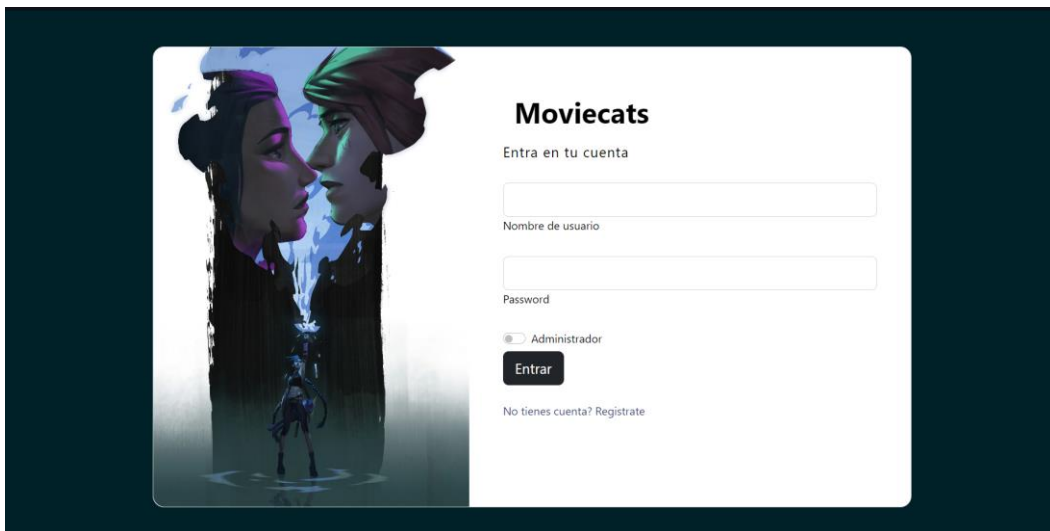 Moviecats
Entra en tu cuenta
Nombre de usuario
Password
Administrador
Entrar
No tienes cuenta? Registrate